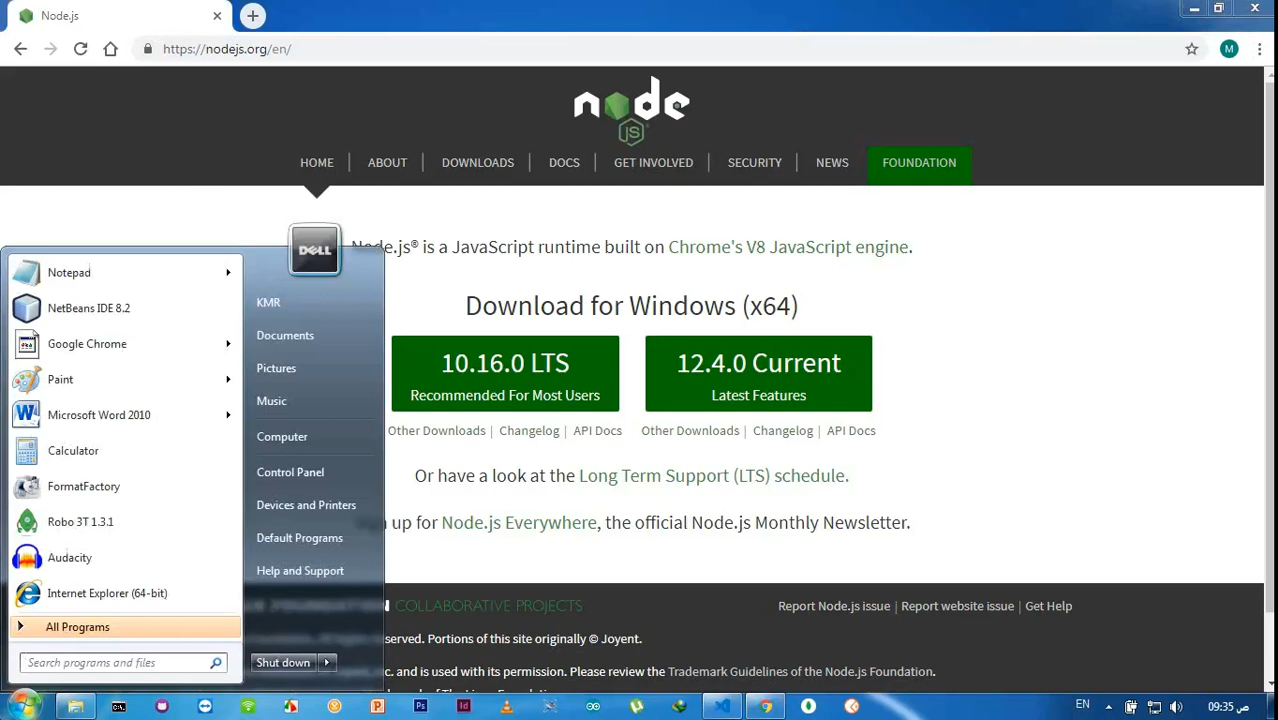 Node.js
https://nodejs.org/en/
M
node
JS
HOME
ABOUT
DOWNLOADS
DOCS
GET INVOLVED
SECURITY
NEWS
FOUNDATION
Node.js® is a JavaScript runtime built on Chrome's V8 JavaScript engine.
Download for Windows (x64)
10.16.0 LTS
Recommended For Most Users
12.4.0 Current
Latest Features
Other Downloads | Changelog | API Docs
Other Downloads | Changelog | API Docs
Or have a look at the Long Term Support (LTS) schedule.
up for Node.js Everywhere, the official Node.js Monthly Newsletter.
COLLABORATIVE PROJECTS
Report Node.js issue | Report website issue | Get Help
served. Portions of this site originally © Joyent.
and is used with its permission. Please review the Trademark Guidelines of the Node.js Foundation.
DELL
Notepad
NetBeans IDE 8.2
Google Chrome
Paint
Microsoft Word 2010
Calculator
FormatFactory
Robo 3T 1.3.1
Audacity
Internet Explorer (64-bit)
All Programs
Search programs and files
KMR
Documents
Pictures
Music
Computer
Control Panel
Devices and Printers
Default Programs
Help and Support
Shut down
Ps
Id
EN
09:35 ص